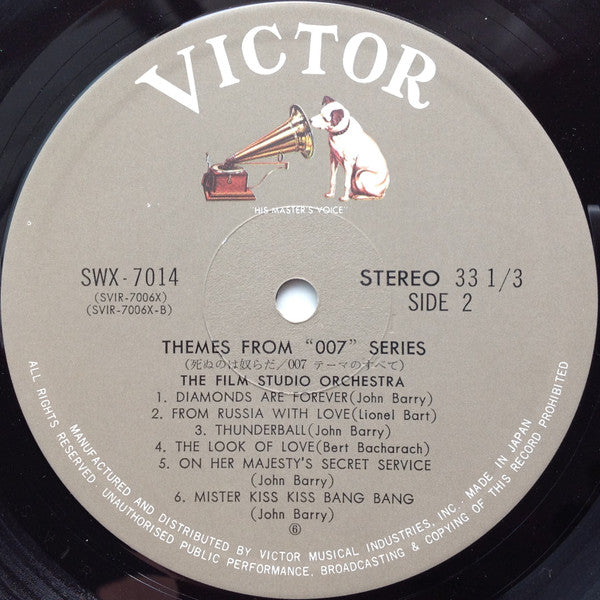 VICTOR
"HIS MASTER'S VOICE"
SWX-7014
(SVIR-7006X)
(SVIR-7006X-B)
STEREO 33 1/3
SIDE 2
THEMES FROM "007" SERIES
(死ぬのは奴らだ/007 テーマのすべて)
THE FILM STUDIO ORCHESTRA
1. DIAMONDS ARE FOREVER(John Barry)
2. FROM RUSSIA WITH LOVE(Lionel Bart)
3. THUNDERBALL(John Barry)
4. THE LOOK OF LOVE(Bert Bacharach)
5. ON HER MAJESTY'S SECRET SERVICE
(John Barry)
6. MISTER KISS KISS BANG BANG
(John Barry)
⑥
MANUFACTURED AND DISTRIBUTED BY VICTOR MUSICAL INDUSTRIES, INC., MADE IN JAPAN
ALL RIGHTS RESERVED. UNAUTHORISED PUBLIC PERFORMANCE, BROADCASTING & COPYING OF THIS RECORD PROHIBITED